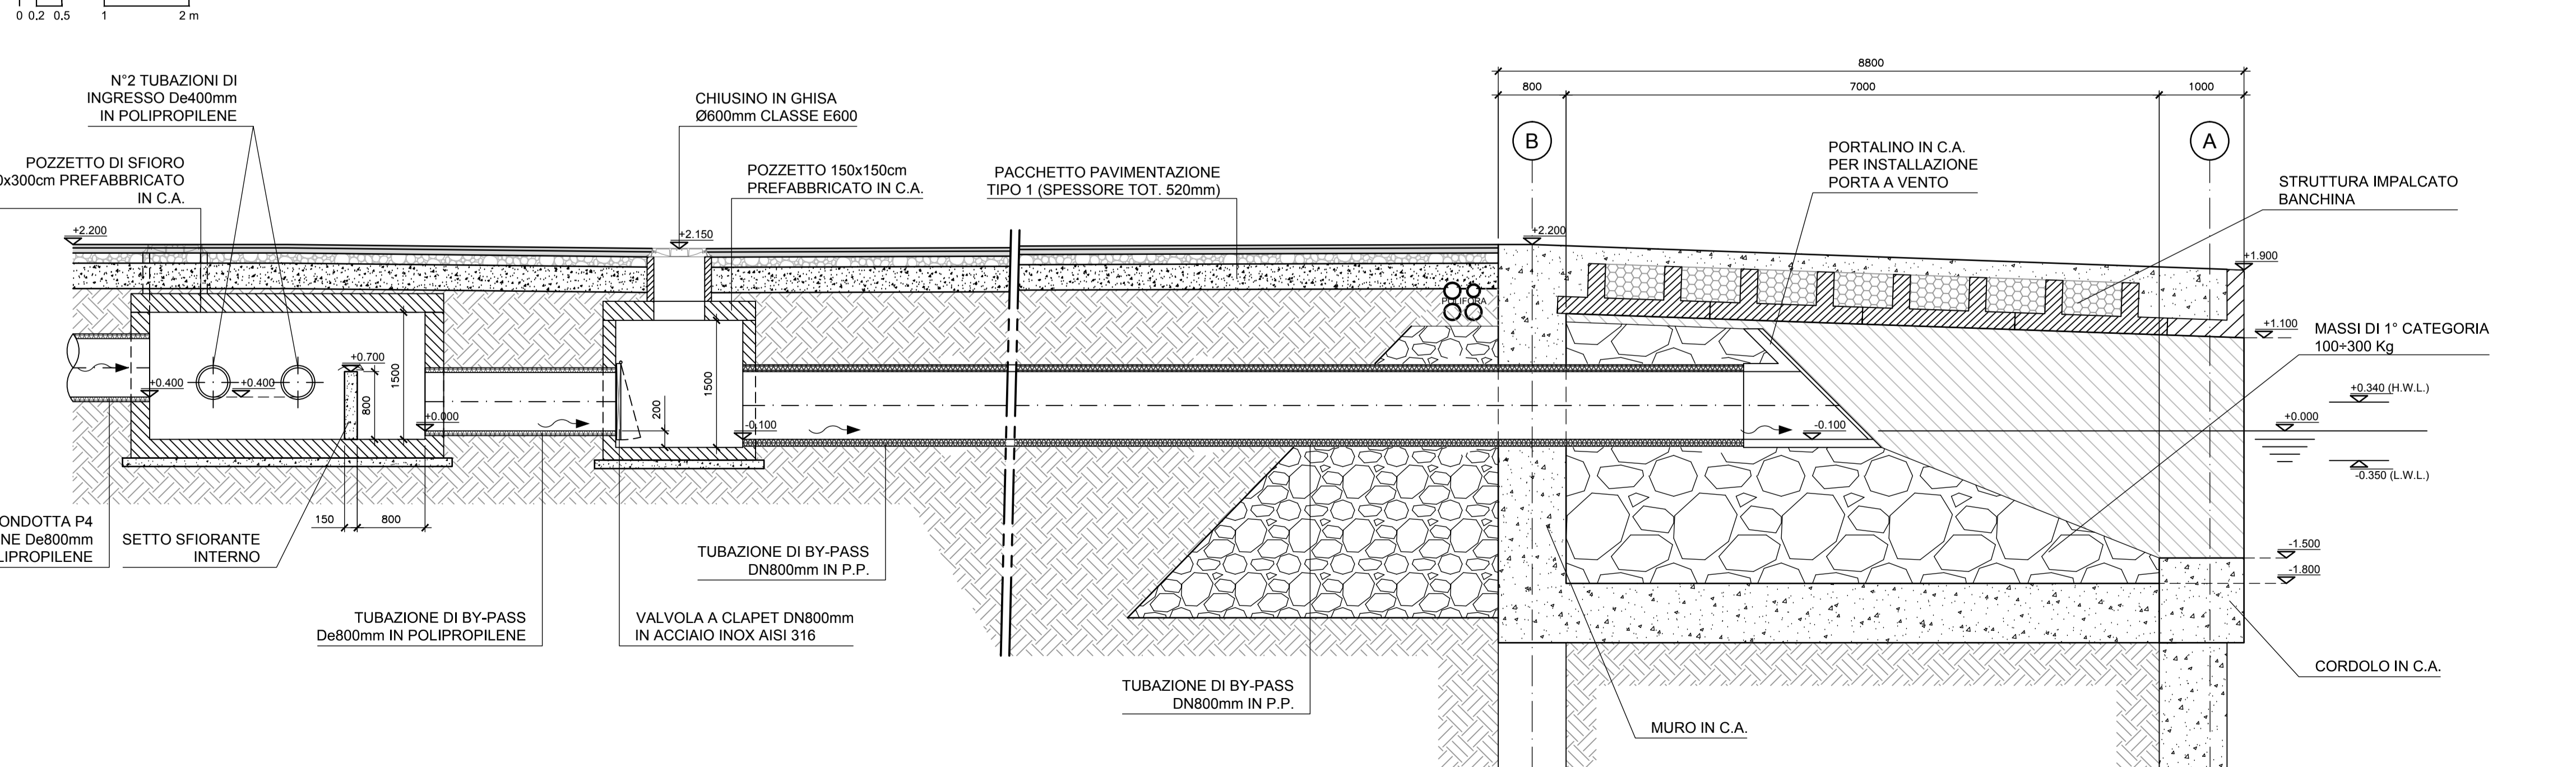 0 0.2 0.5 1 2 m
N°2 TUBAZIONI DI
INGRESSO De400mm
IN POLIPROPILENE
POZZETTO DI SFIORO
0x300cm PREFABBRICATO
IN C.A.
CHIUSINO IN GHISA
Ø600mm CLASSE E600
POZZETTO 150x150cm
PREFABBRICATO IN C.A.
PACCHETTO PAVIMENTAZIONE
TIPO 1 (SPESSORE TOT. 520mm)
8800
800 7000 1000
B
A
PORTALINO IN C.A.
PER INSTALLAZIONE
PORTA A VENTO
STRUTTURA IMPALCATO
BANCHINA
+2.200
+2.150
+2.200
+1.900
POLIFORA
+1.100
MASSI DI 1° CATEGORIA
100÷300 Kg
+0.400
+0.400
+0.700
800
1500
+0.000
200
1500
-0.100
-0.100
+0.340 (H.W.L.)
+0.000
-0.350 (L.W.L.)
-1.500
-1.800
150 800
ONDOTTA P4
NE De800mm
LIPROPILENE
SETTO SFIORANTE
INTERNO
TUBAZIONE DI BY-PASS
DN800mm IN P.P.
TUBAZIONE DI BY-PASS
De800mm IN POLIPROPILENE
VALVOLA A CLAPET DN800mm
IN ACCIAIO INOX AISI 316
TUBAZIONE DI BY-PASS
DN800mm IN P.P.
MURO IN C.A.
CORDOLO IN C.A.